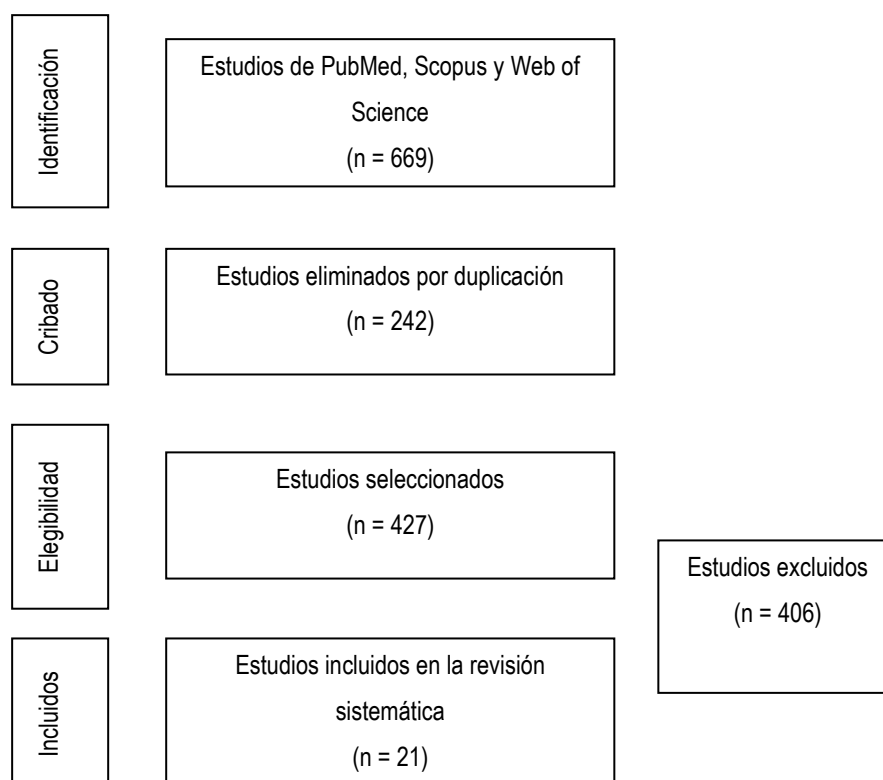 Identificación
Estudios de PubMed, Scopus y Web of
Science
(n = 669)
Cribado
Estudios eliminados por duplicación
(n = 242)
Elegibilidad
Estudios seleccionados
(n = 427)
Estudios excluidos
(n = 406)
Incluidos
Estudios incluidos en la revisión
sistemática
(n = 21)